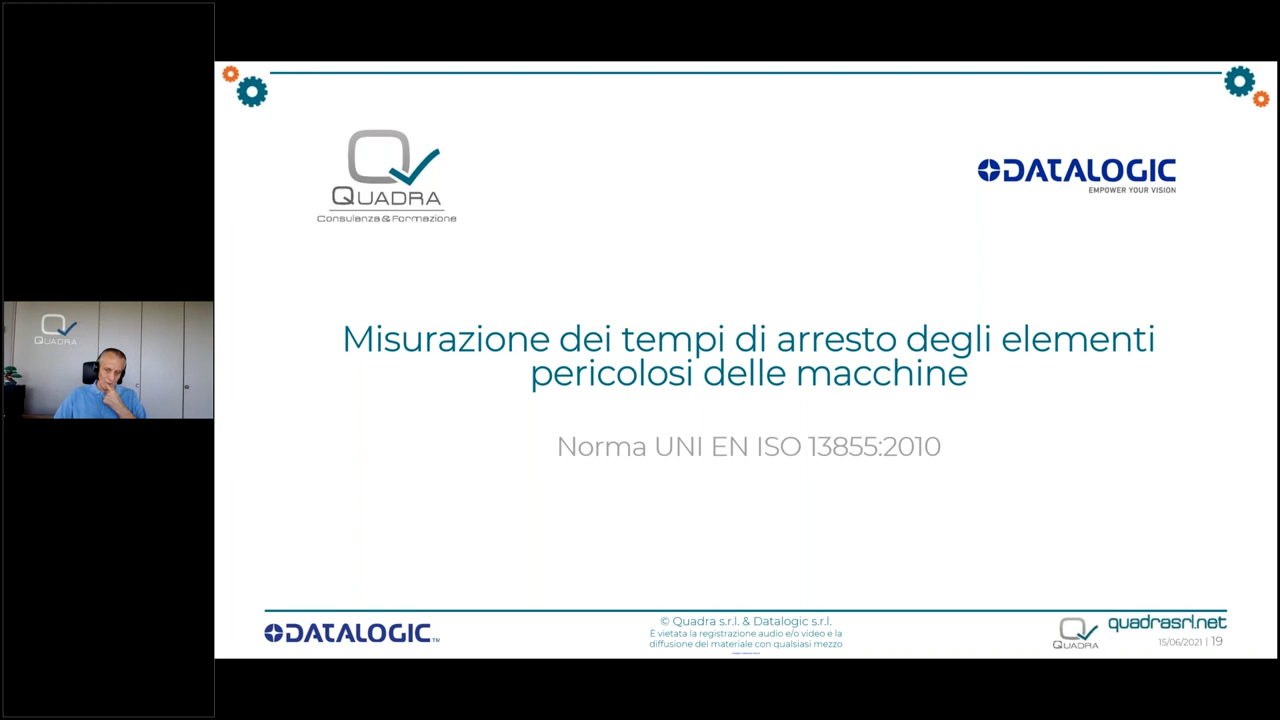 QUADRA
QUADRA
Consulenza & Formazione
DATALOGIC
EMPOWER YOUR VISION
Misurazione dei tempi di arresto degli elementi
pericolosi delle macchine
Norma UNI EN ISO 13855:2010
DATALOGIC™
© Quadra s.r.l. & Datalogic s.r.l.
È vietata la registrazione audio e/o video e la
diffusione del materiale con qualsiasi mezzo
QUADRA
quadrasrl.net
15/06/2021 | 19